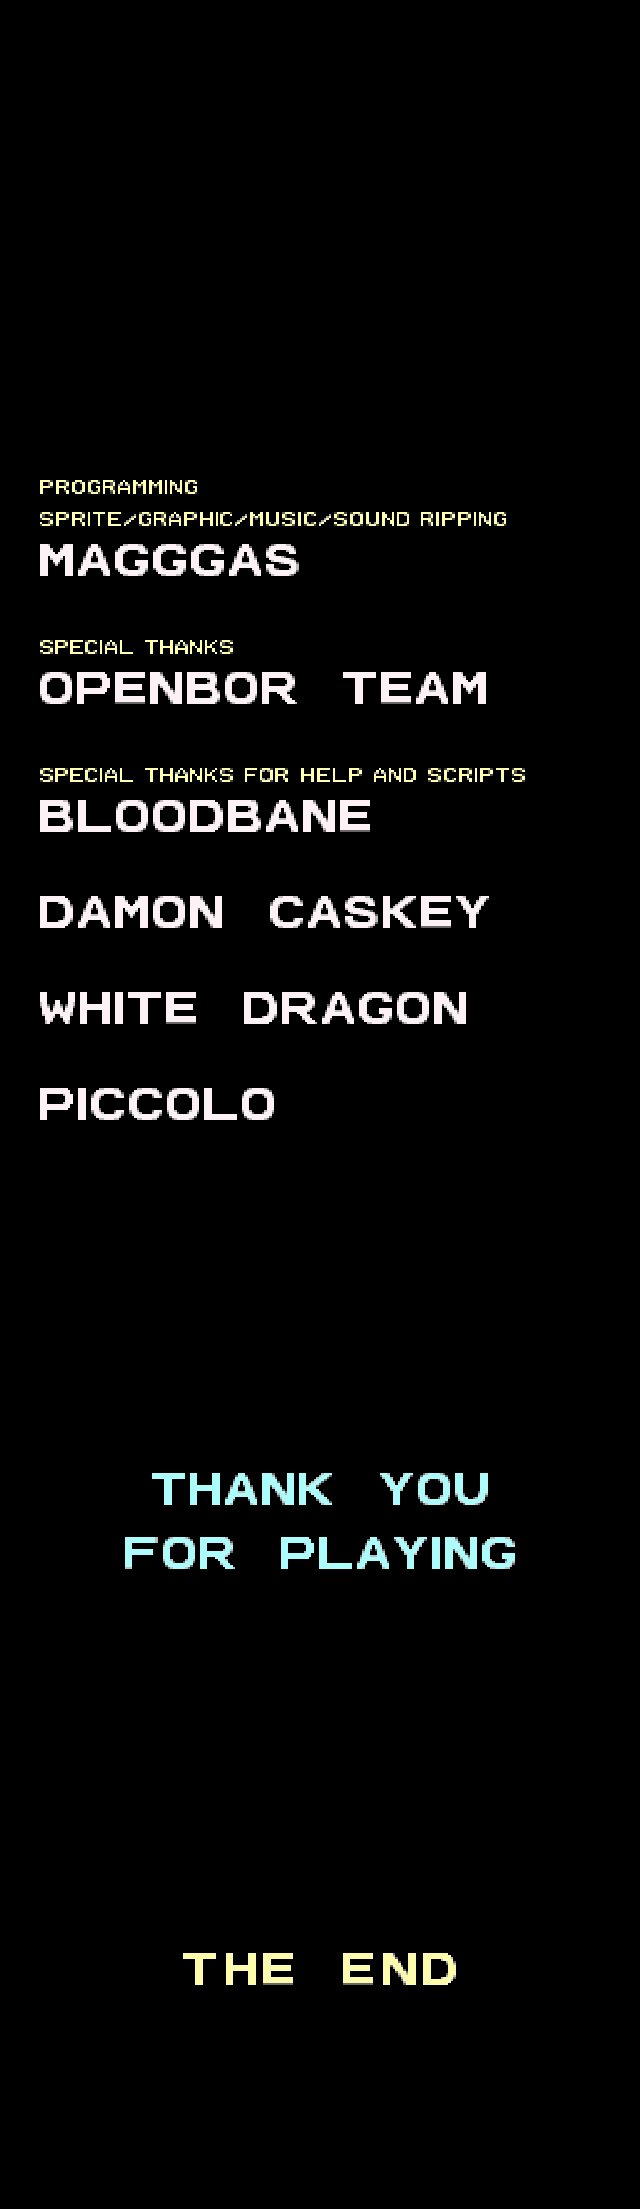 PROGRAMMING
SPRITE/GRAPHIC/MUSIC/SOUND RIPPING
MAGGGAS
SPECIAL THANKS
OPENBOR TEAM
SPECIAL THANKS FOR HELP AND SCRIPTS
BLOODBANE
DAMON CASKEY
WHITE DRAGON
PICCOLO
THANK YOU
FOR PLAYING
THE END